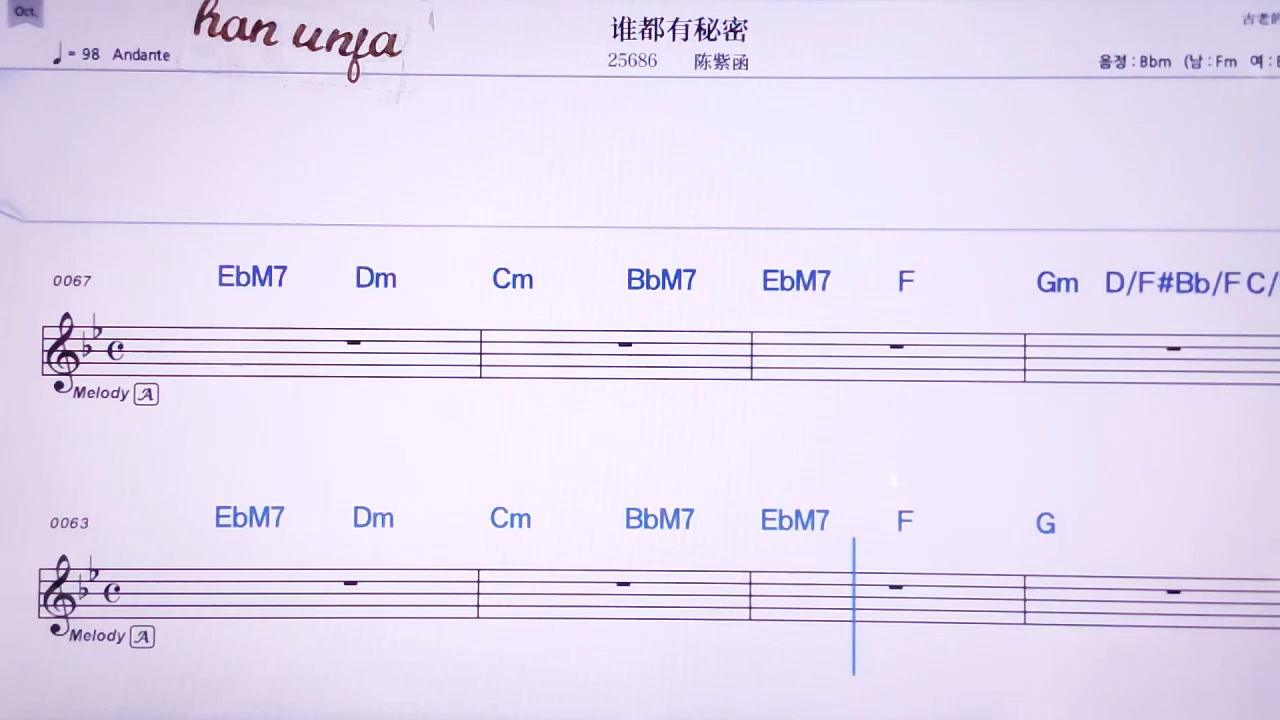 Oct.
han unfa
谁都有秘密
♩= 98 Andante
25686 陈紫函
음정 : Bbm (남 : Fm 여 :
0067 EbM7 Dm Cm BbM7 EbM7 F Gm D/F# Bb/F C/
Melody A
0063 EbM7 Dm Cm BbM7 EbM7 F G
Melody A